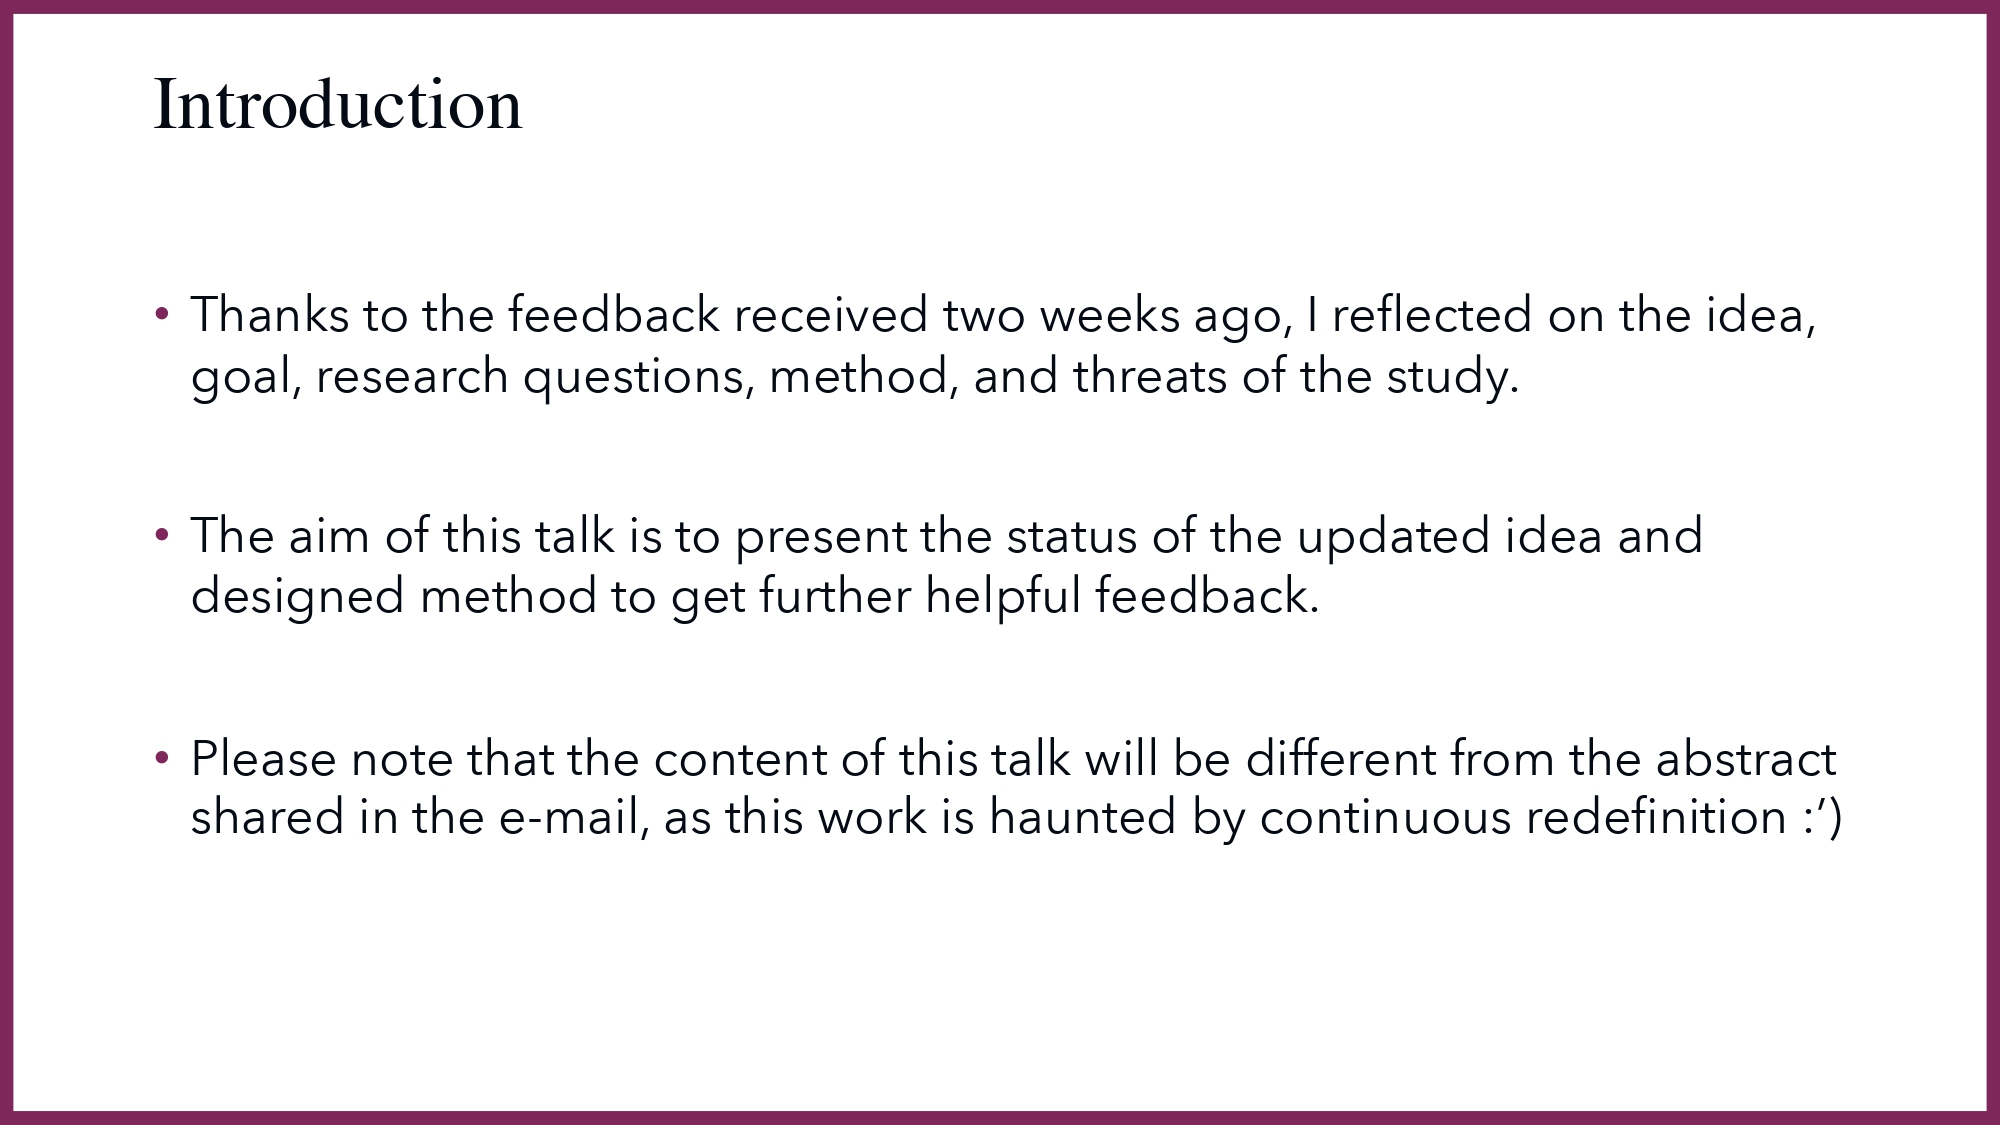 Introduction
• Thanks to the feedback received two weeks ago, I reflected on the idea,
goal, research questions, method, and threats of the study.
• The aim of this talk is to present the status of the updated idea and
designed method to get further helpful feedback.
• Please note that the content of this talk will be different from the abstract
shared in the e-mail, as this work is haunted by continuous redefinition :’)